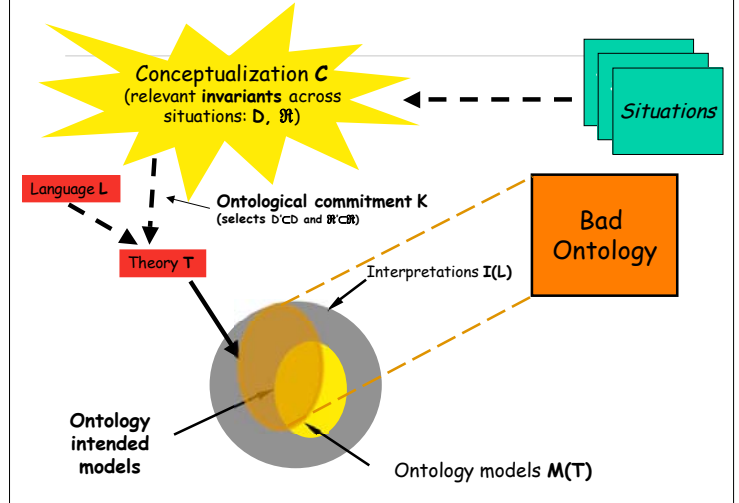 Conceptualization C
(relevant invariants across
situations: D, ℜ)
Situations
Language L
Ontological commitment K
(selects D'⊂D and ℜ'⊂ℜ)
Bad
Ontology
Theory T
Interpretations I(L)
Ontology
intended
models
Ontology models M(T)